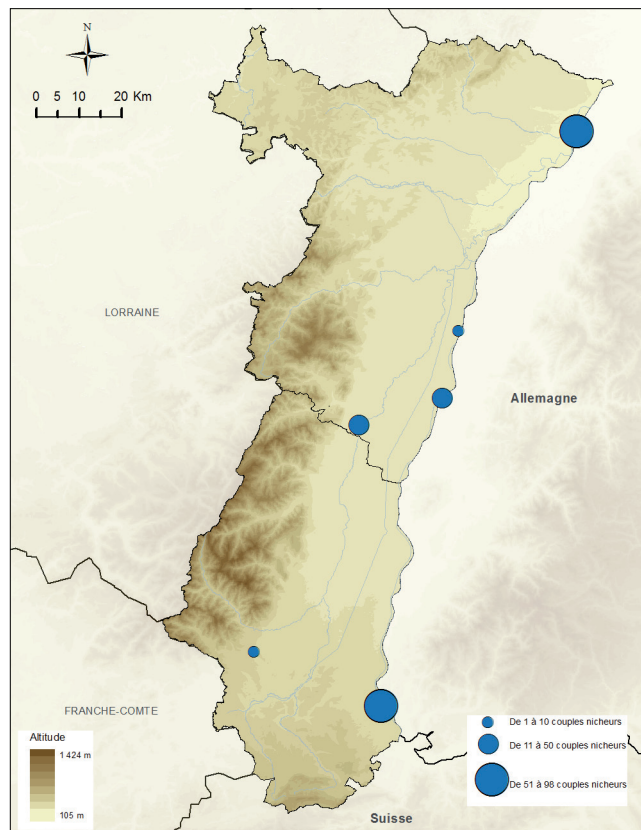 N
0 5 10 20 Km
LORRAINE
Allemagne
FRANCHE-COMTE
Suisse
Altitude
1 424 m
105 m
De 1 à 10 couples nicheurs
De 11 à 50 couples nicheurs
De 51 à 98 couples nicheurs